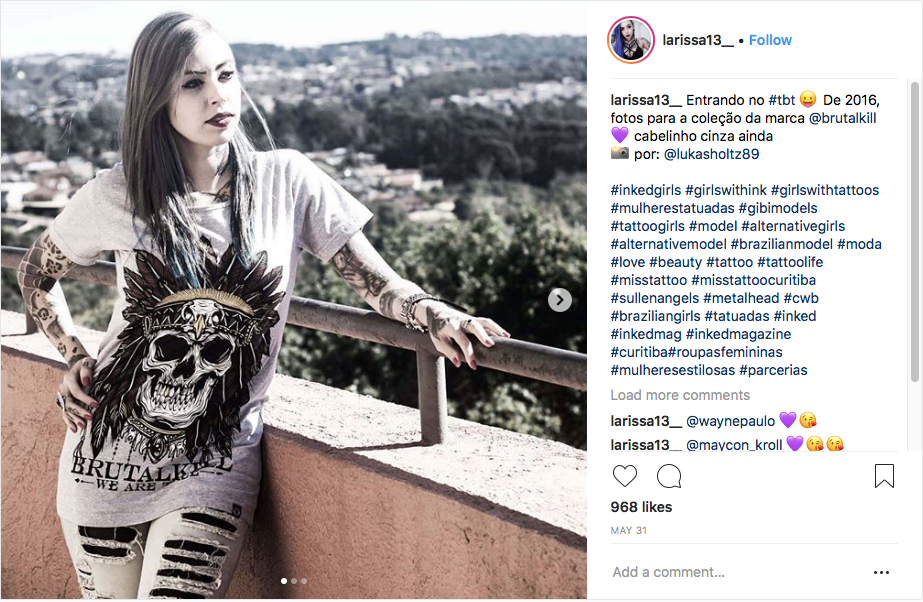 BRUTALKILL
WE ARE
larissa13__ • Follow
larissa13__ Entrando no #tbt 😛 De 2016,
fotos para a coleção da marca @brutalkill
💜 cabelinho cinza ainda
📸 por: @lukasholtz89
#inkedgirls #girlswithink #girlswithtattoos
#mulherestatuadas #gibimodels
#tattoogirls #model #alternativegirls
#alternativemodel #brazilianmodel #moda
#love #beauty #tattoo #tattoolife
#misstattoo #misstattoocuritiba
#sullenangels #metalhead #cwb
#braziliangirls #tatuadas #inked
#inkedmag #inkedmagazine
#curitiba#roupasfemininas
#mulheresestilosas #parcerias
Load more comments
larissa13__ @waynepaulo 💜😘
larissa13__ @maycon_kroll 💜😘😘
968 likes
MAY 31
Add a comment...